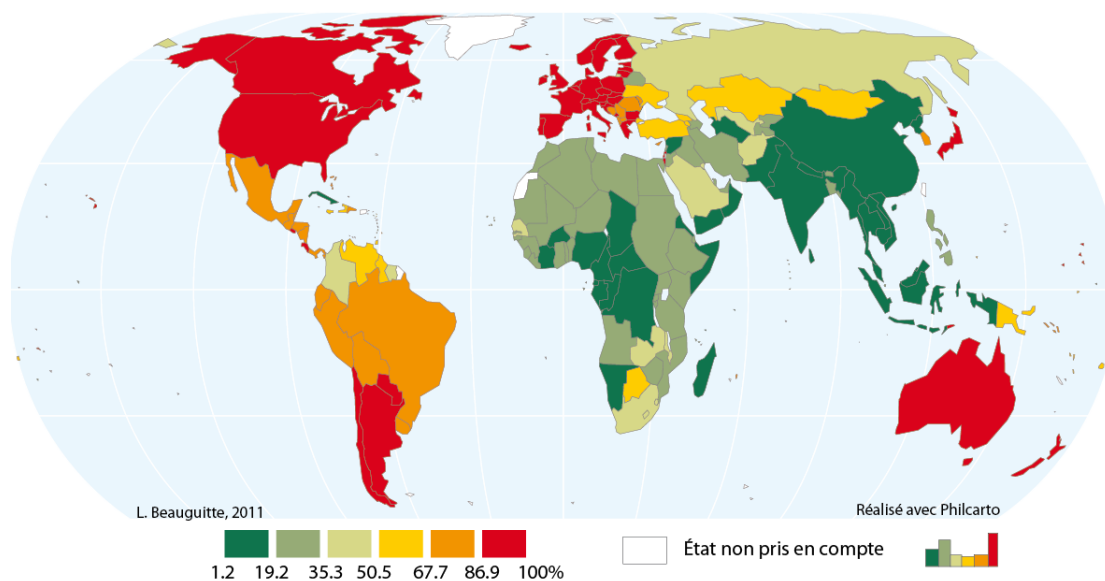 L. Beauguitte, 2011
Réalisé avec Philcarto
État non pris en compte
1.2 19.2 35.3 50.5 67.7 86.9 100%